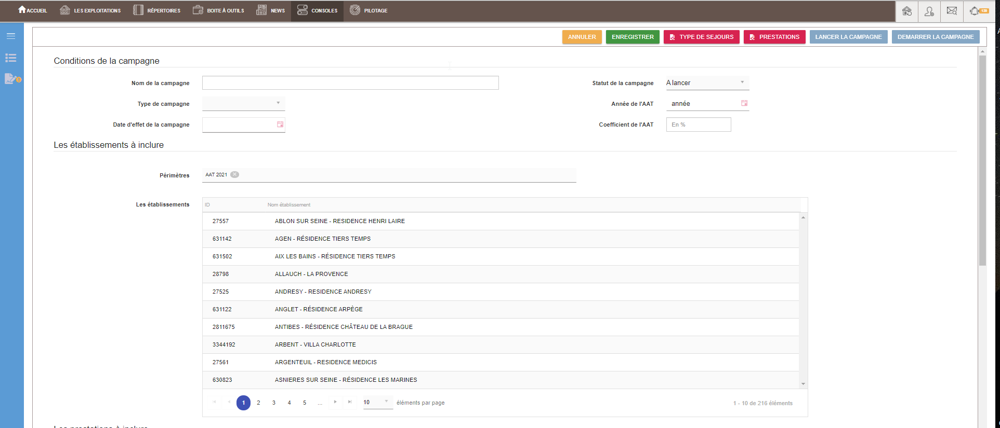 ACCUEIL LES EXPLOITATIONS RÉPERTOIRES BOITE À OUTILS NEWS CONSOLES PILOTAGE 120
ANNULER ENREGISTRER TYPE DE SEJOURS PRESTATIONS LANCER LA CAMPAGNE DEMARRER LA CAMPAGNE
Conditions de la campagne
Nom de la campagne Statut de la campagne A lancer
Type de campagne Année de l'AAT année
Date d'effet de la campagne Coefficient de l'AAT En %
Les établissements à inclure
Périmètres AAT 2021
Les établissements ID Nom établissement
27557 ABLON SUR SEINE - RESIDENCE HENRI LAIRE
631142 AGEN - RÉSIDENCE TIERS TEMPS
631502 AIX LES BAINS - RÉSIDENCE TIERS TEMPS
28798 ALLAUCH - LA PROVENCE
27525 ANDRESY - RESIDENCE ANDRESY
631122 ANGLET - RÉSIDENCE ARPÈGE
2811675 ANTIBES - RÉSIDENCE CHÂTEAU DE LA BRAGUE
3344192 ARBENT - VILLA CHARLOTTE
27561 ARGENTEUIL - RESIDENCE MEDICIS
630823 ASNIERES SUR SEINE - RÉSIDENCE LES MARINES
1 2 3 4 5 ... 10 éléments par page 1 - 10 de 216 éléments
Les prestations à inclure